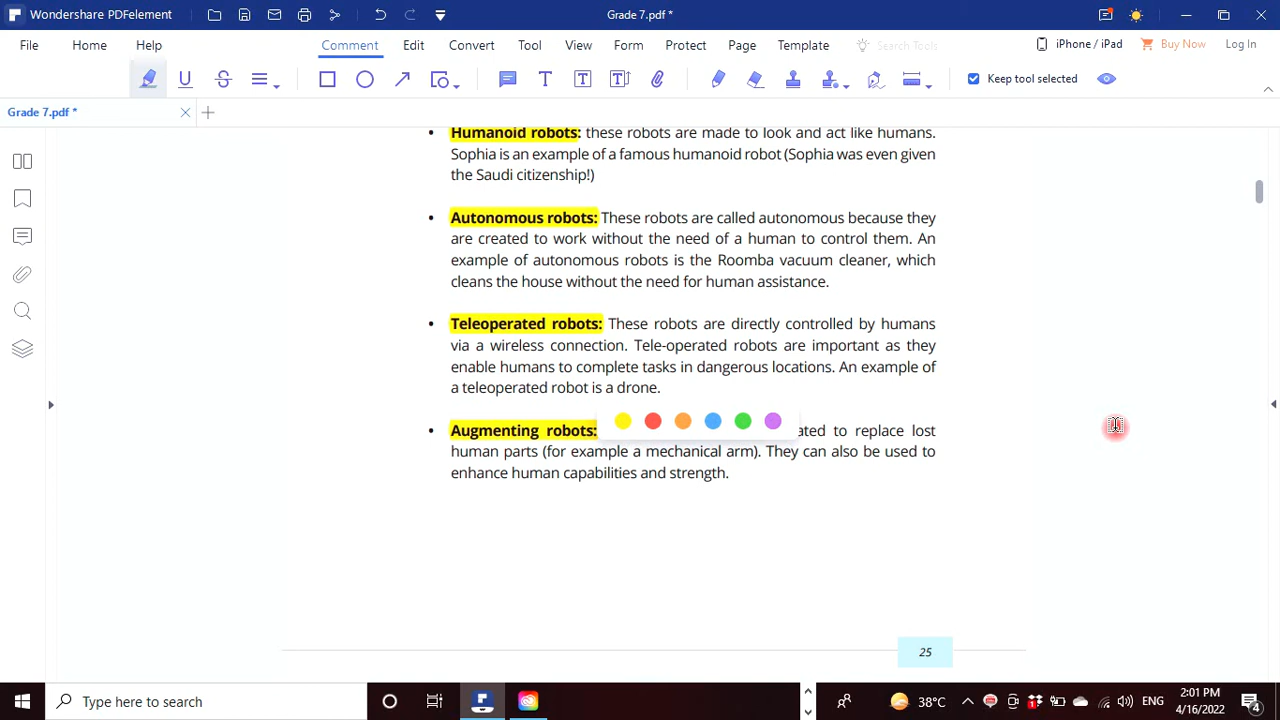 Wondershare PDFelement
Grade 7.pdf *
File Home Help Comment Edit Convert Tool View Form Protect Page Template Search Tools iPhone / iPad Buy Now Log In
Keep tool selected
Grade 7.pdf *
• Humanoid robots: these robots are made to look and act like humans.
Sophia is an example of a famous humanoid robot (Sophia was even given
the Saudi citizenship!)
• Autonomous robots: These robots are called autonomous because they
are created to work without the need of a human to control them. An
example of autonomous robots is the Roomba vacuum cleaner, which
cleans the house without the need for human assistance.
• Teleoperated robots: These robots are directly controlled by humans
via a wireless connection. Tele-operated robots are important as they
enable humans to complete tasks in dangerous locations. An example of
a teleoperated robot is a drone.
• Augmenting robots: ated to replace lost
human parts (for example a mechanical arm). They can also be used to
enhance human capabilities and strength.
25
Type here to search
38°C
ENG
2:01 PM
4/16/2022
4